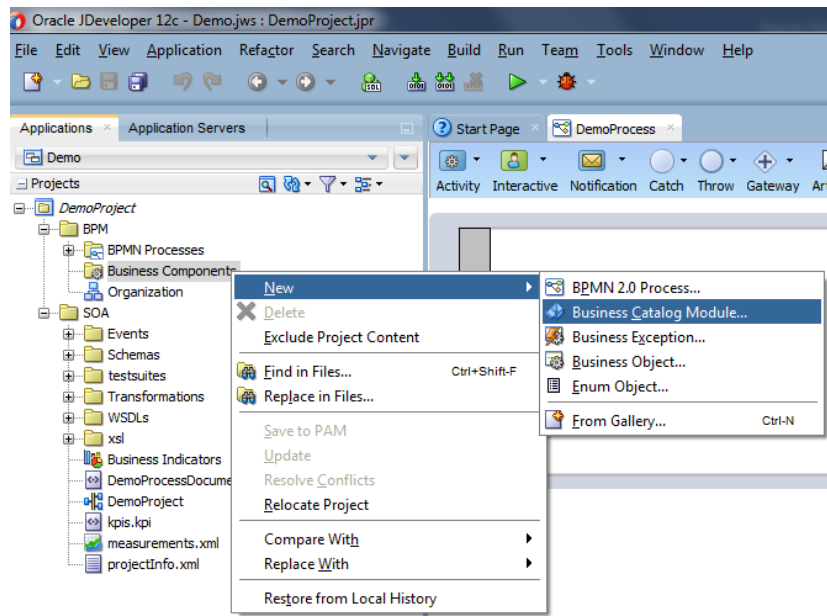 Oracle JDeveloper 12c - Demo.jws : DemoProject.jpr
File Edit View Application Refactor Search Navigate Build Run Team Tools Window Help
Applications Application Servers
Start Page DemoProcess
Demo
Projects
Activity Interactive Notification Catch Throw Gateway
DemoProject
BPM
BPMN Processes
Business Components
Organization
SOA
Events
Schemas
testsuites
Transformations
WSDLs
xsl
Business Indicators
DemoProcessDocume
DemoProject
kpis.kpi
measurements.xml
projectInfo.xml
New
Delete
Exclude Project Content
Find in Files... Ctrl+Shift-F
Replace in Files...
Save to PAM
Update
Resolve Conflicts
Relocate Project
Compare With
Replace With
Restore from Local History
BPMN 2.0 Process...
Business Catalog Module...
Business Exception...
Business Object...
Enum Object...
From Gallery... Ctrl-N